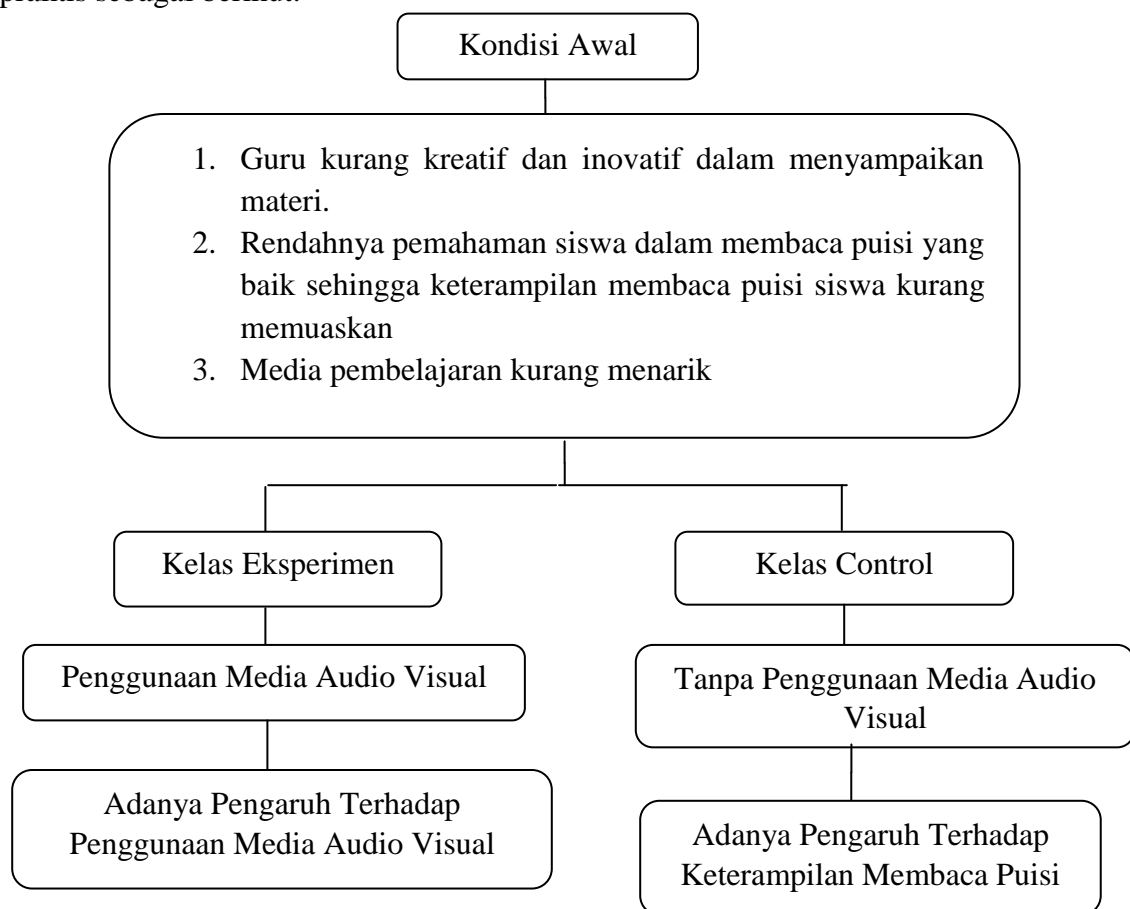 praktis sebagai berikut:
Kondisi Awal
1. Guru kurang kreatif dan inovatif dalam menyampaikan
materi.
2. Rendahnya pemahaman siswa dalam membaca puisi yang
baik sehingga keterampilan membaca puisi siswa kurang
memuaskan
3. Media pembelajaran kurang menarik
Kelas Eksperimen
Kelas Control
Penggunaan Media Audio Visual
Tanpa Penggunaan Media Audio
Visual
Adanya Pengaruh Terhadap
Penggunaan Media Audio Visual
Adanya Pengaruh Terhadap
Keterampilan Membaca Puisi